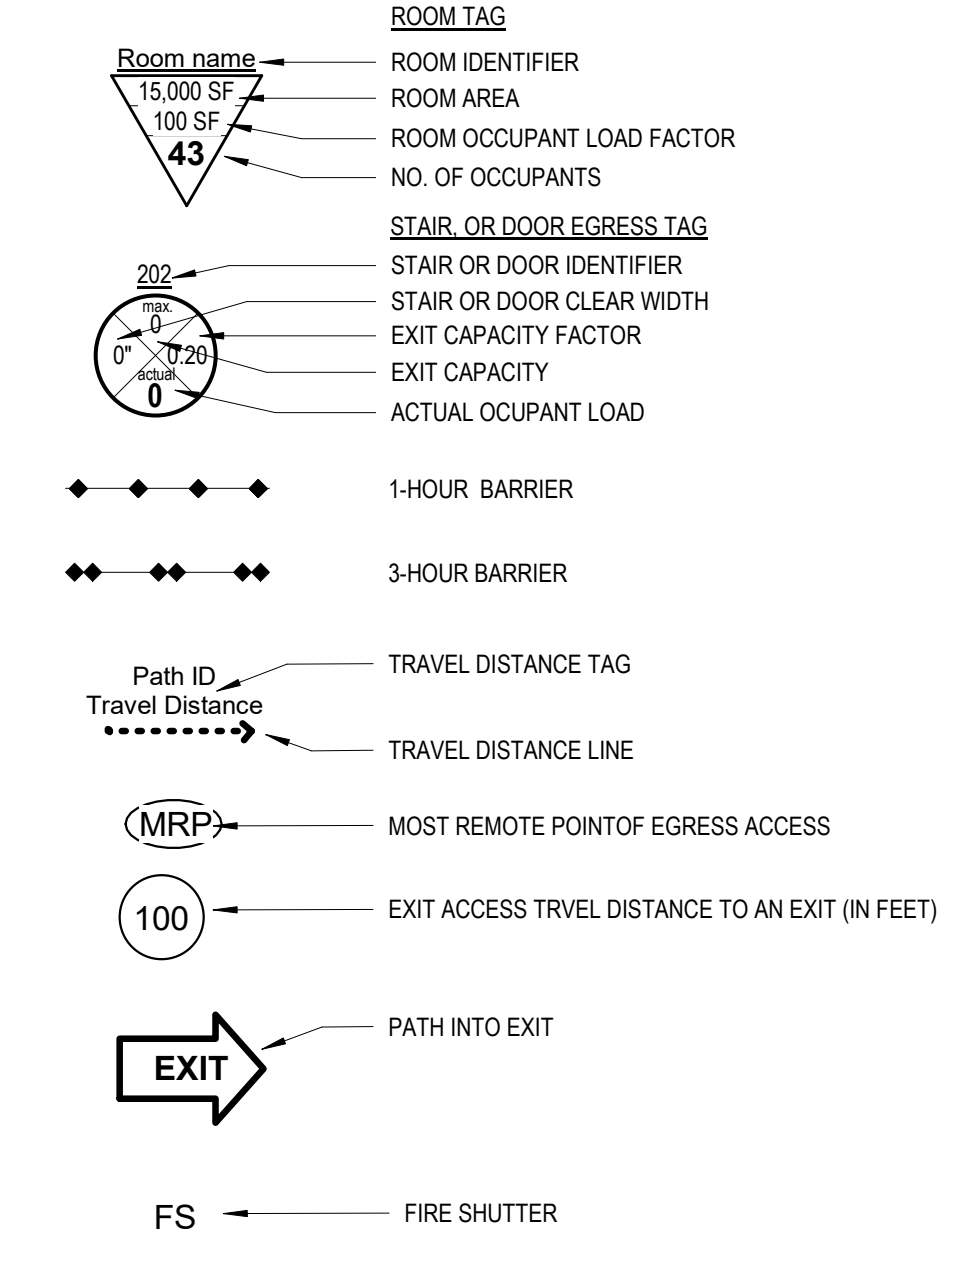 ROOM TAG
Room name
ROOM IDENTIFIER
15,000 SF
ROOM AREA
100 SF
ROOM OCCUPANT LOAD FACTOR
43
NO. OF OCCUPANTS
STAIR, OR DOOR EGRESS TAG
202
STAIR OR DOOR IDENTIFIER
max.
0
STAIR OR DOOR CLEAR WIDTH
0"
0.20
EXIT CAPACITY FACTOR
EXIT CAPACITY
actual
0
ACTUAL OCUPANT LOAD
1-HOUR  BARRIER
3-HOUR BARRIER
Path ID
TRAVEL DISTANCE TAG
Travel Distance
TRAVEL DISTANCE LINE
MRP
MOST REMOTE POINTOF EGRESS ACCESS
100
EXIT ACCESS TRVEL DISTANCE TO AN EXIT (IN FEET)
PATH INTO EXIT
EXIT
FS
FIRE SHUTTER